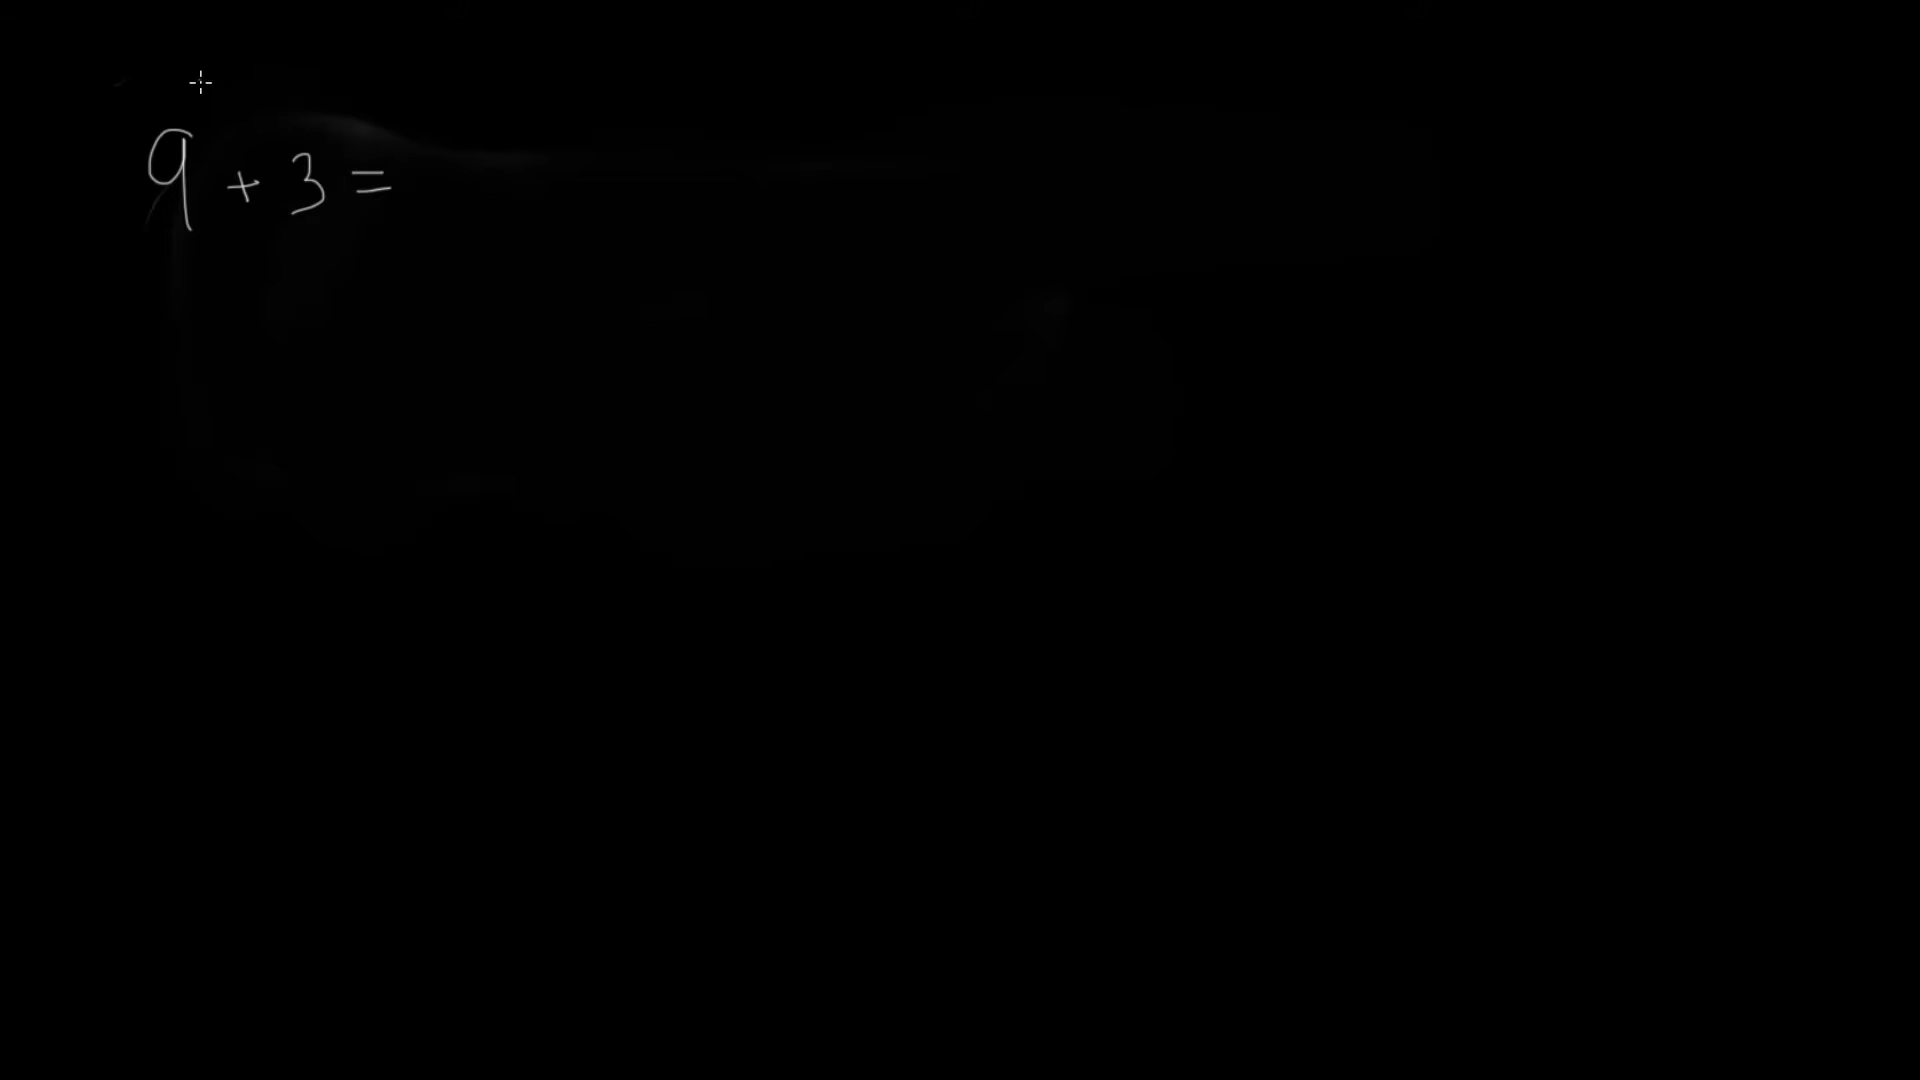 9 + 3 =